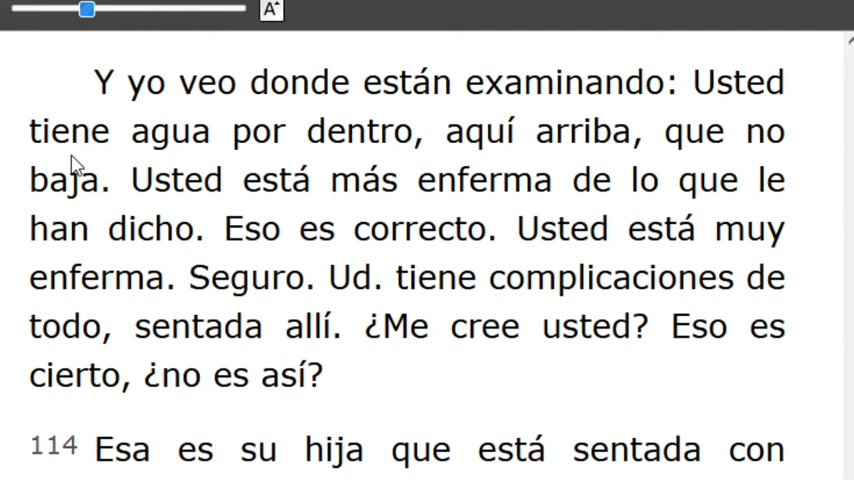 A
Y yo veo donde están examinando: Usted
tiene agua por dentro, aquí arriba, que no
baja. Usted está más enferma de lo que le
han dicho. Eso es correcto. Usted está muy
enferma. Seguro. Ud. tiene complicaciones de
todo, sentada allí. ¿Me cree usted? Eso es
cierto, ¿no es así?
114 Esa es su hija que está sentada con